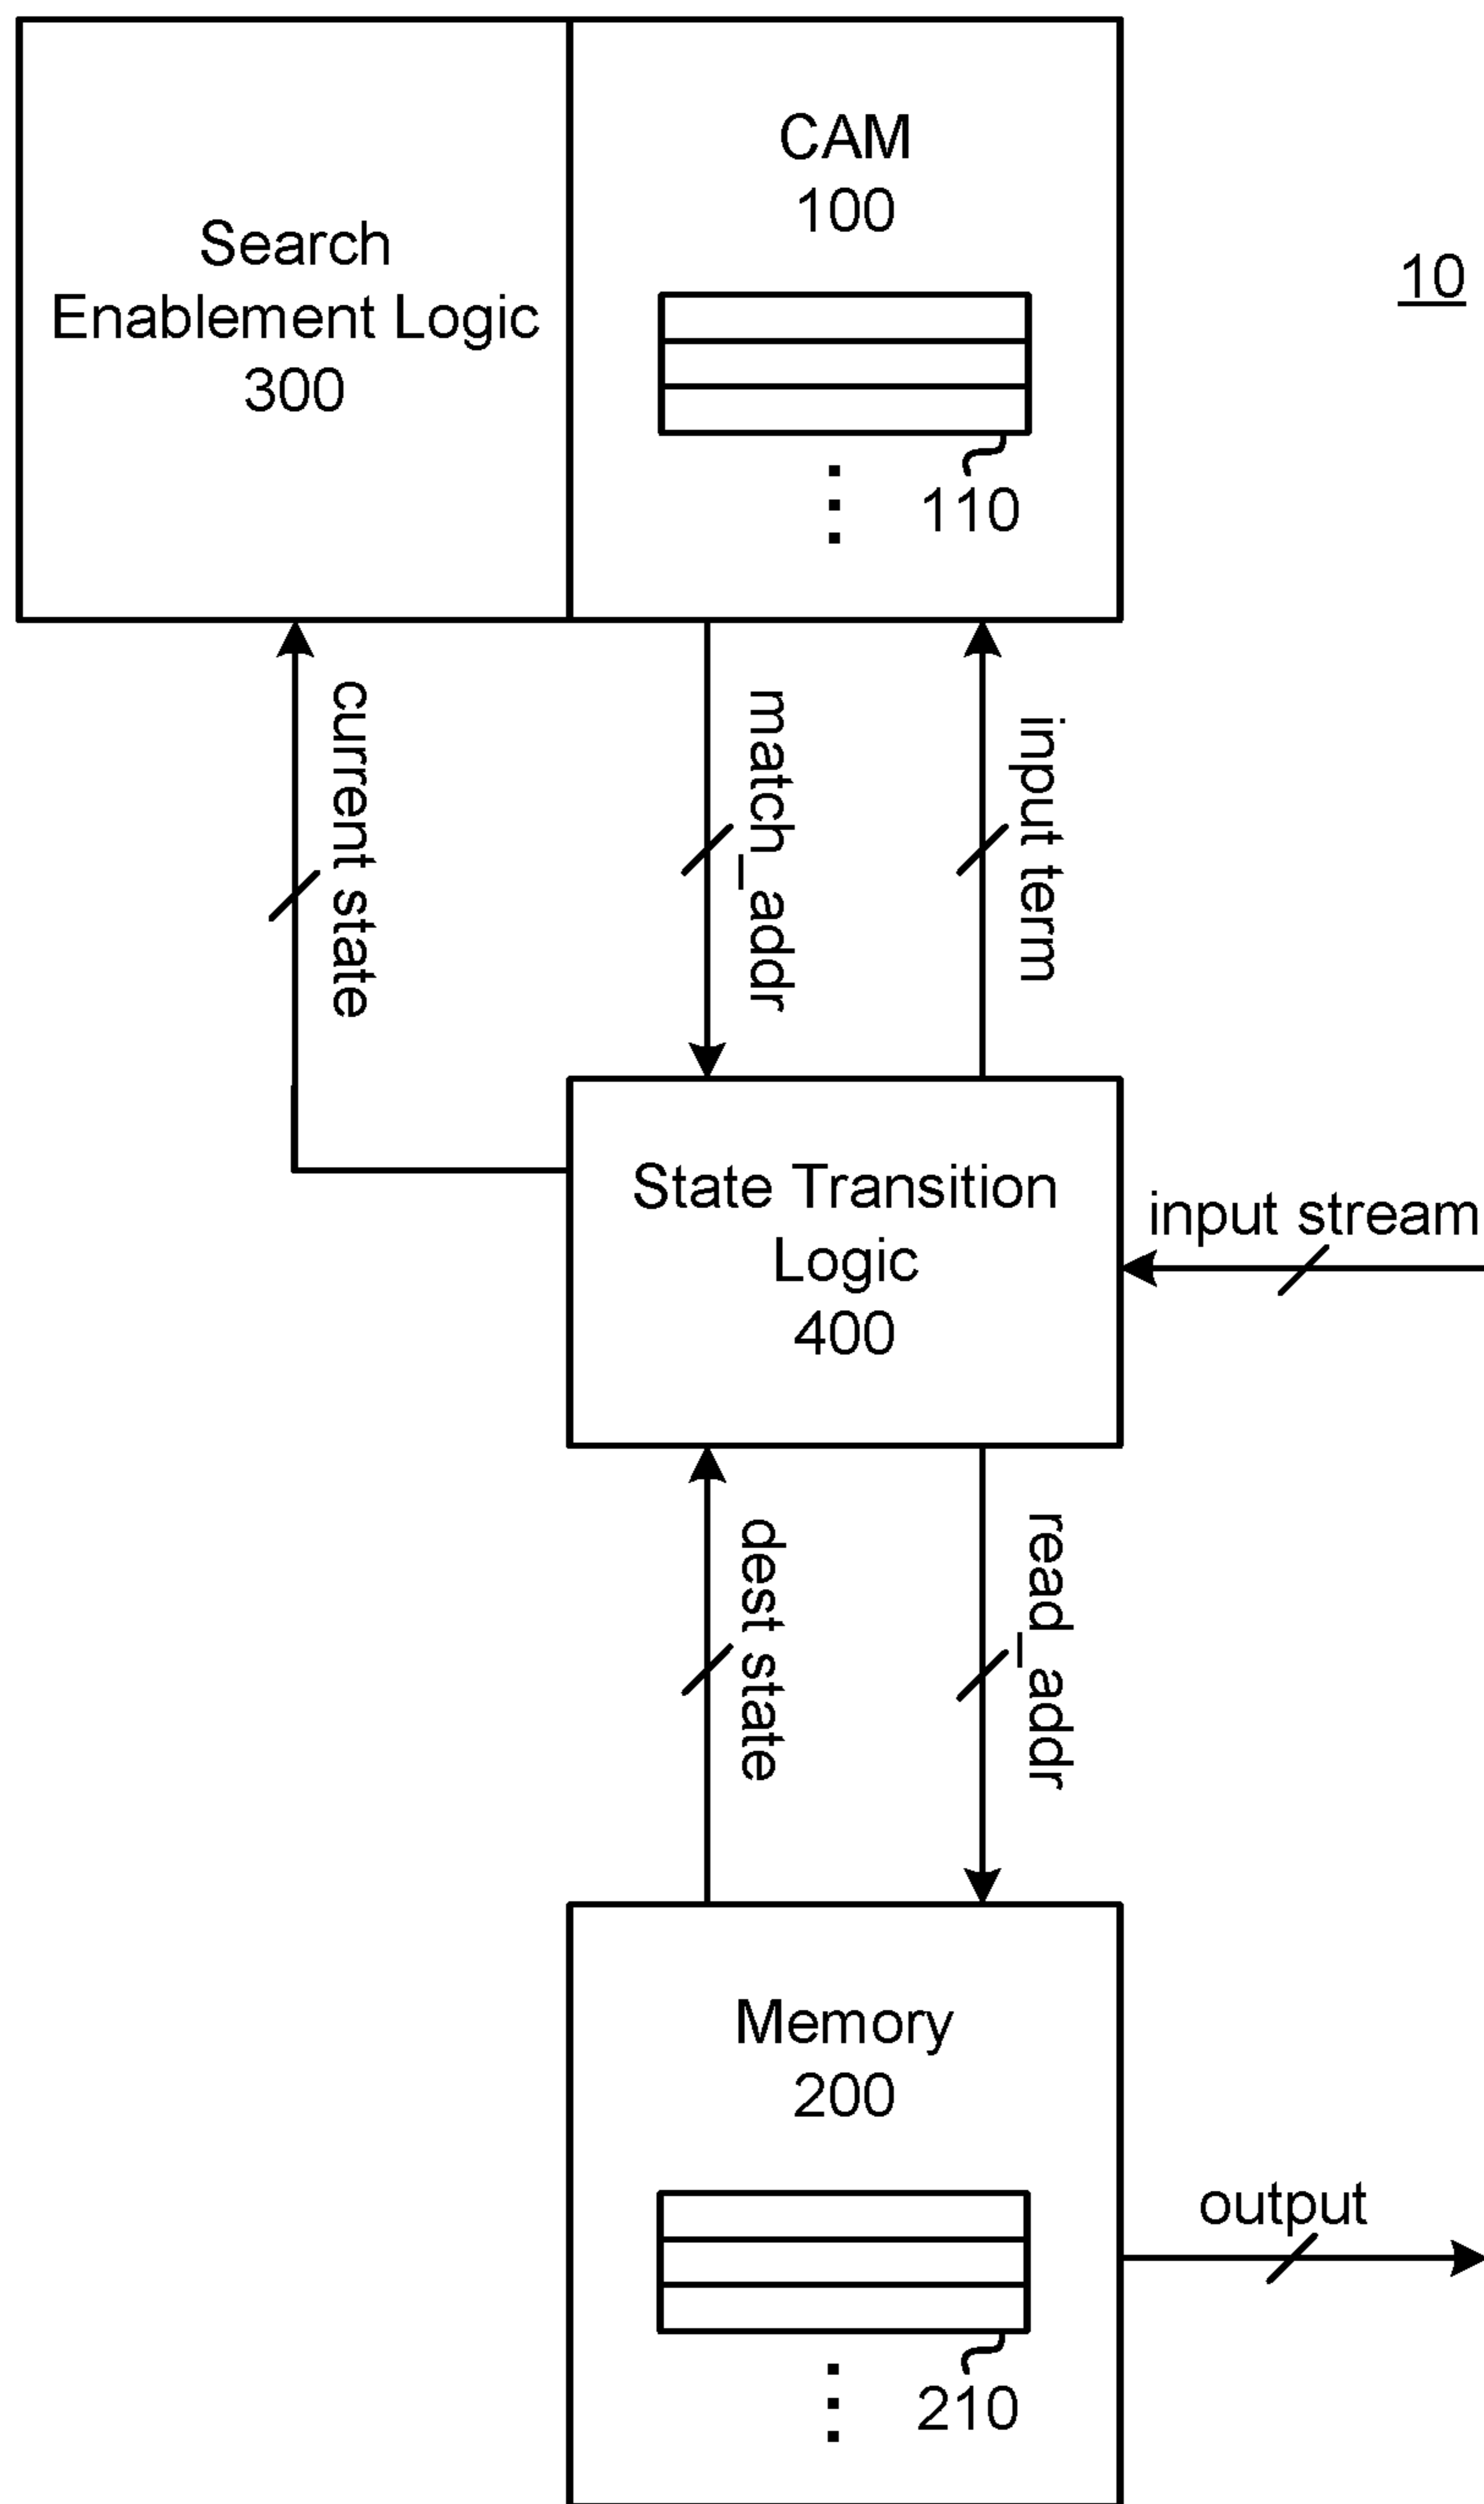 Search
Enablement Logic
300
CAM
100
110
10
current state
match_addr
input term
State Transition
Logic
400
input stream
dest state
read_addr
Memory
200
210
output